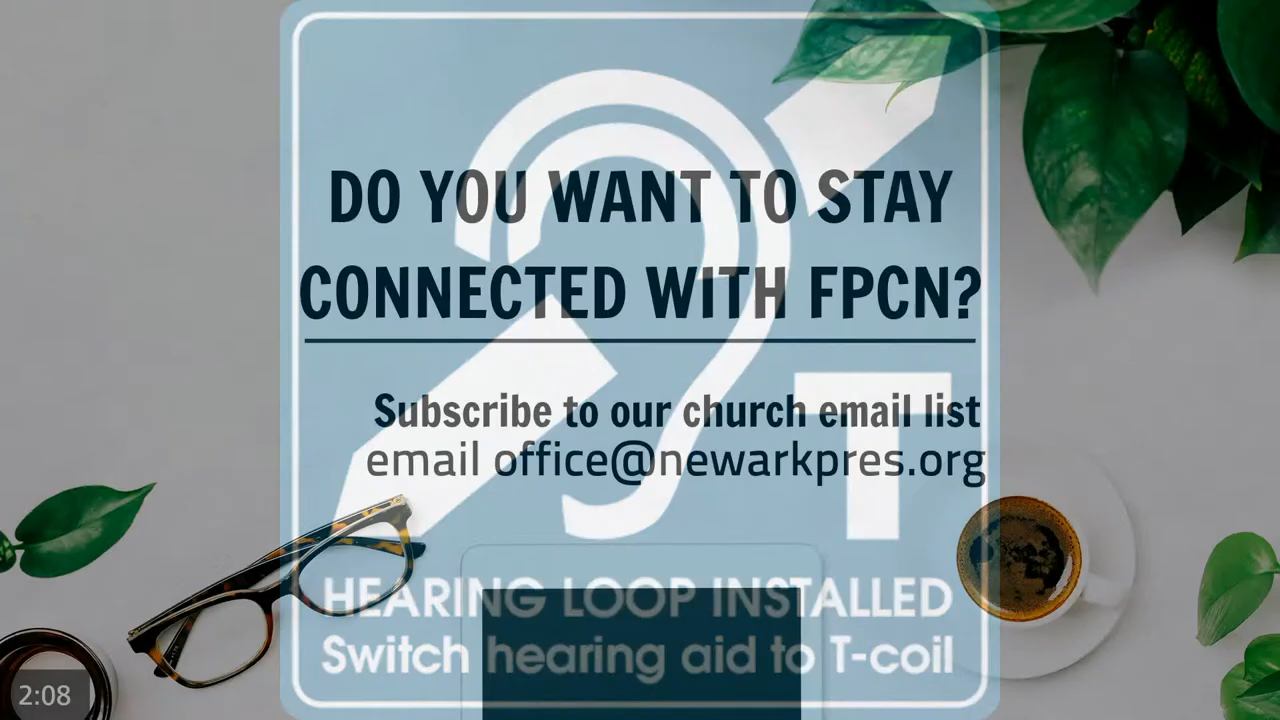 DO YOU WANT TO STAY
CONNECTED WITH FPCN?
Subscribe to our church email list
email office@newarkpres.org
T
HEARING LOOP INSTALLED
Switch hearing aid to T-coil
2:08